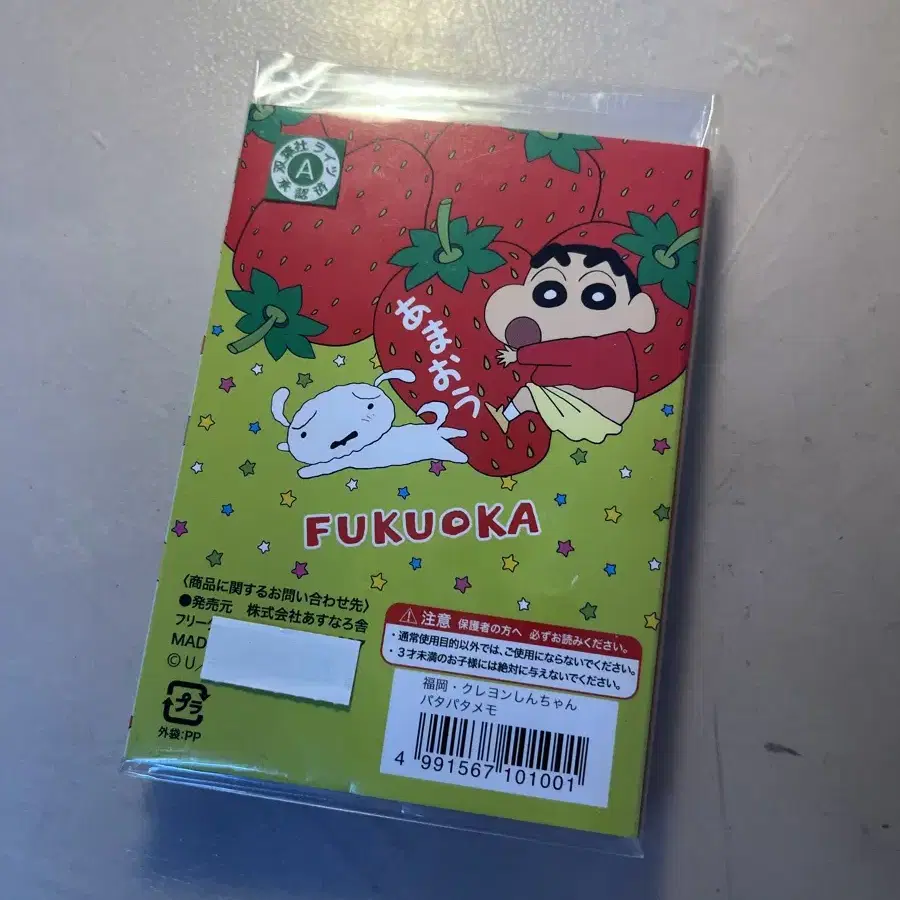 双葉社ライツ
A
承認
あまおう
FUKUOKA
〈商品に関するお問い合わせ先〉
●発売元 株式会社あすなろ舎
フリー
MAD
©U/
プラ
外袋:PP
注意 保護者の方へ 必ずお読みください。
・通常使用目的以外では、ご使用にならないでください。
・3才未満のお子様には絶対に与えないでください。
福岡・クレヨンしんちゃん
パタパタメモ
4 991567 101001